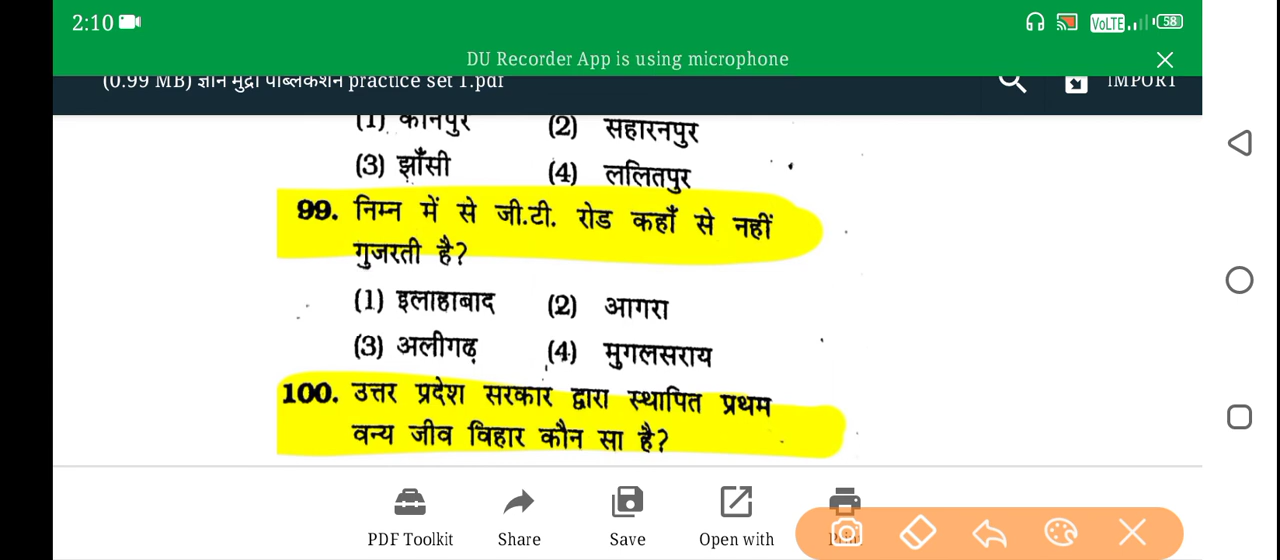 2:10
VoLTE
58
DU Recorder App is using microphone
(0.99 MB) ज्ञान मुद्रा पब्लिकेशन practice set 1.pdf
IMPORT
(1) कानपुर (2) सहारनपुर
(3) झाँसी (4) ललितपुर
99. निम्न में से जी.टी. रोड कहाँ से नहीं
गुजरती है?
(1) इलाहाबाद (2) आगरा
(3) अलीगढ़ (4) मुगलसराय
100. उत्तर प्रदेश सरकार द्वारा स्थापित प्रथम
वन्य जीव विहार कौन सा है?
PDF Toolkit Share Save Open with